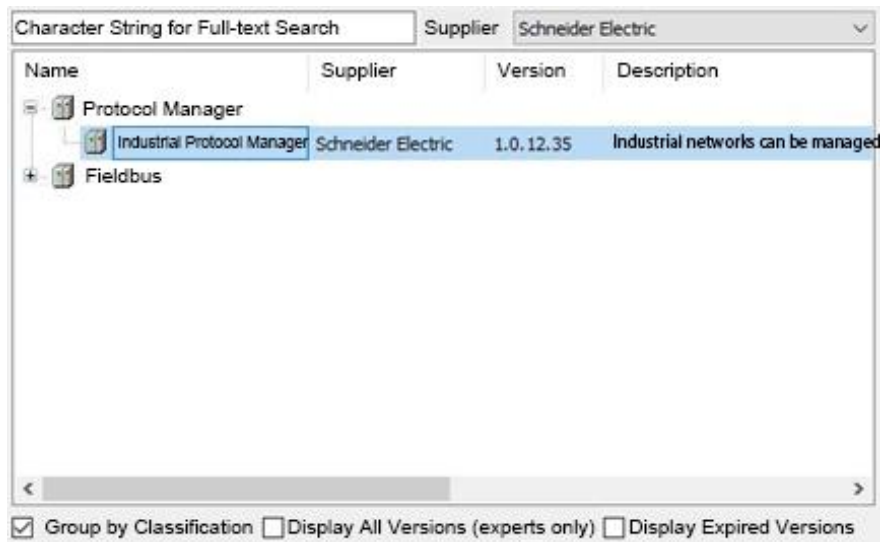 Character String for Full-text Search Supplier Schneider Electric
Name Supplier Version Description
Protocol Manager
Industrial Protocol Manager Schneider Electric 1.0.12.35 Industrial networks can be managed
Fieldbus
Group by Classification Display All Versions (experts only) Display Expired Versions